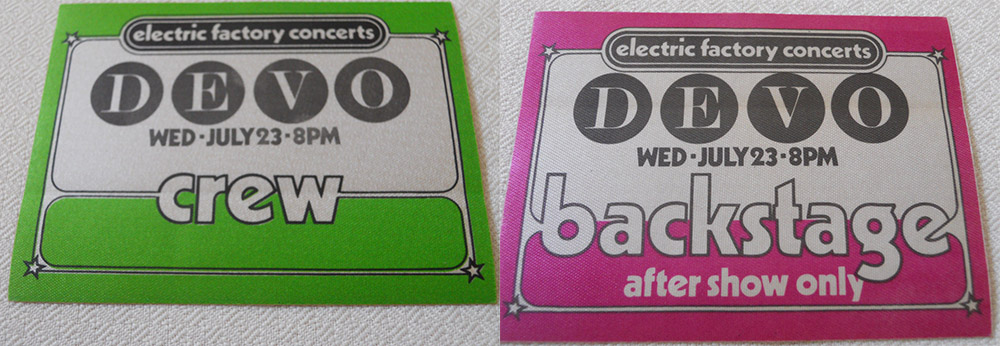 electric factory concerts
DEVO
WED·JULY 23·8PM
crew
electric factory concerts
DEVO
WED·JULY 23·8PM
backstage
after show only